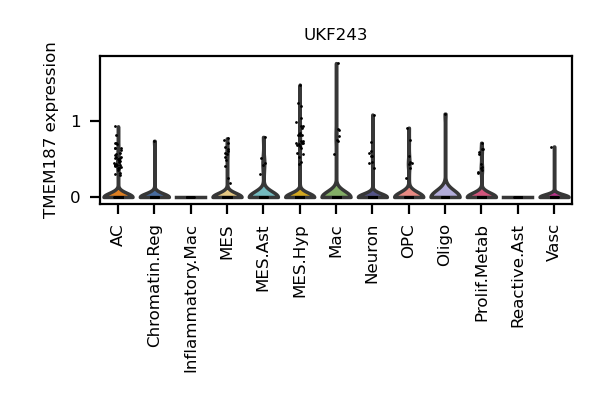 UKF243
TMEM187 expression
1
0
AC
Chromatin.Reg
Inflammatory.Mac
MES
MES.Ast
MES.Hyp
Mac
Neuron
OPC
Oligo
Prolif.Metab
Reactive.Ast
Vasc